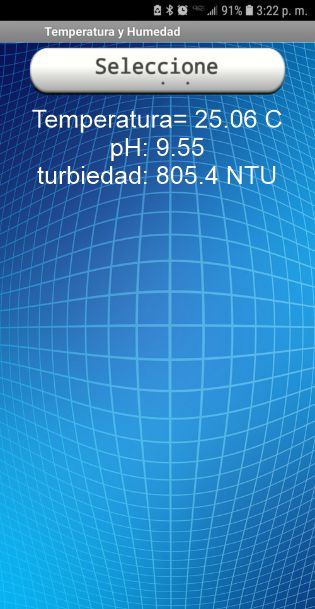 91% 3:22 p. m.
Temperatura y Humedad
Seleccione
Temperatura= 25.06 C
pH: 9.55
turbiedad: 805.4 NTU